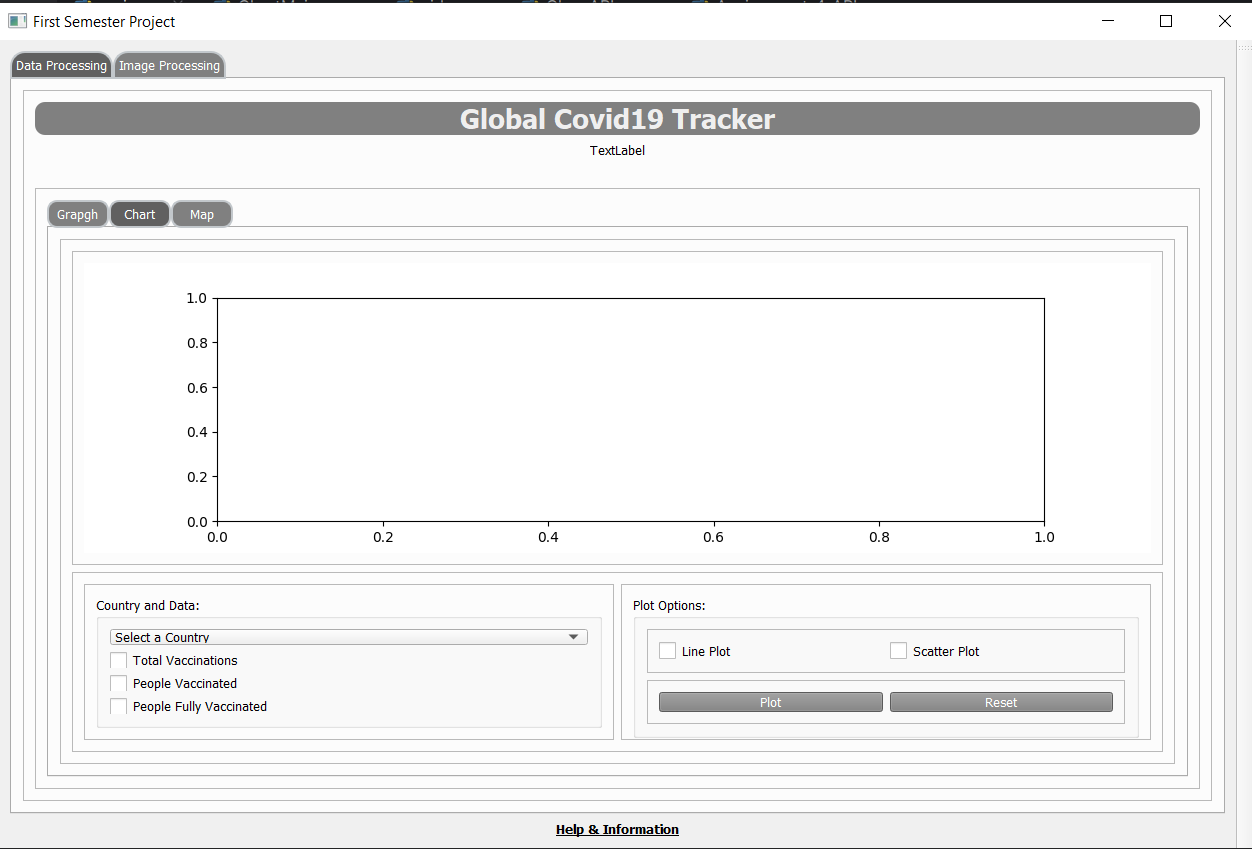 First Semester Project
Data Processing Image Processing
Global Covid19 Tracker
TextLabel
Grapgh Chart Map
1.0
0.8
0.6
0.4
0.2
0.0
0.0 0.2 0.4 0.6 0.8 1.0
Country and Data:
Select a Country
Total Vaccinations
People Vaccinated
People Fully Vaccinated
Plot Options:
Line Plot Scatter Plot
Plot Reset
Help & Information